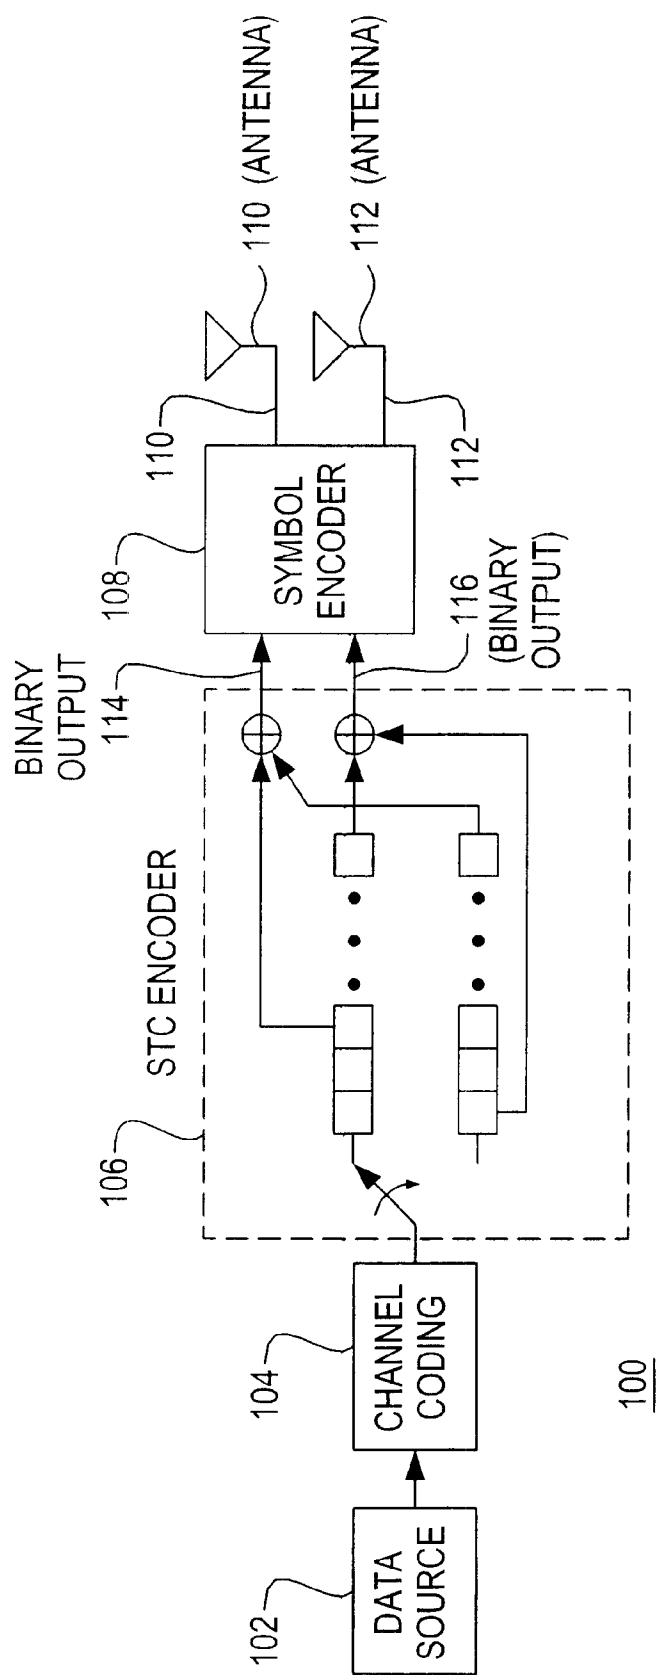 102
DATA
SOURCE
104
CHANNEL
CODING
106
STC ENCODER
BINARY
OUTPUT
114
108
SYMBOL
ENCODER
116
(BINARY
OUTPUT)
110
110 (ANTENNA)
112
112 (ANTENNA)
100